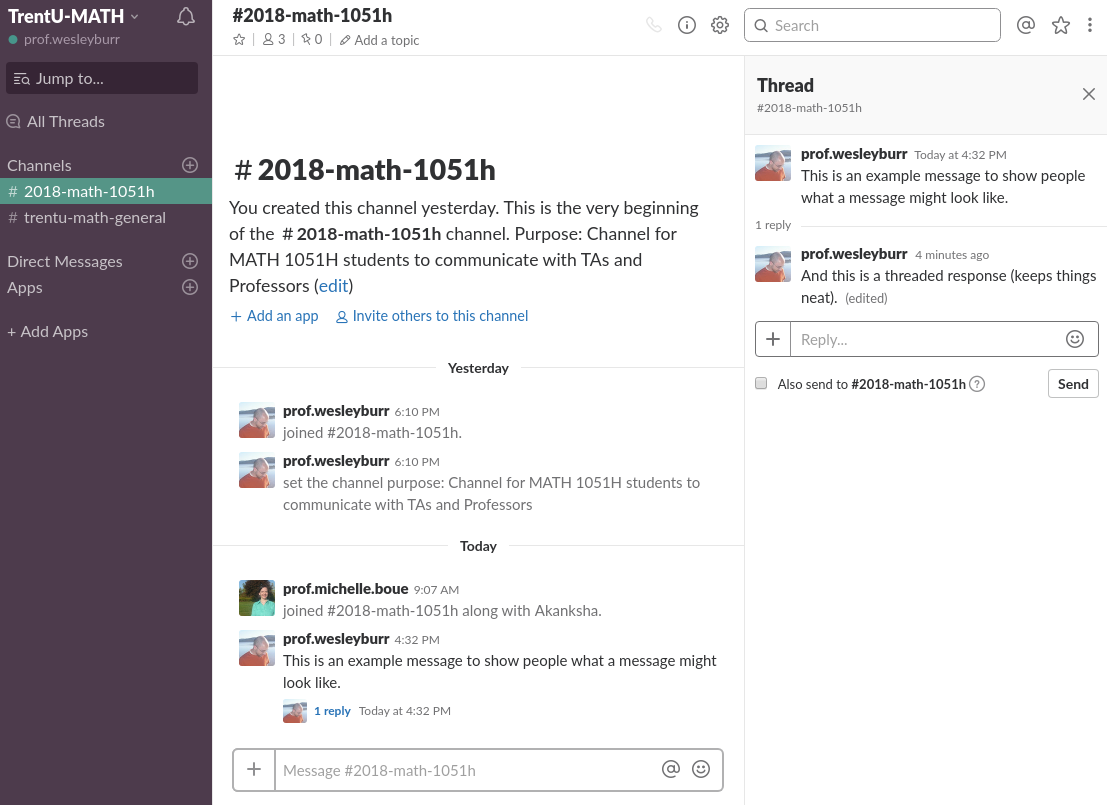 TrentU-MATH
prof.wesleyburr
Jump to...
All Threads
Channels
# 2018-math-1051h
# trentu-math-general
Direct Messages
Apps
+ Add Apps
#2018-math-1051h
3
0
Add a topic
Search
# 2018-math-1051h
You created this channel yesterday. This is the very beginning
of the # 2018-math-1051h channel. Purpose: Channel for
MATH 1051H students to communicate with TAs and
Professors (edit)
+ Add an app
Invite others to this channel
Yesterday
prof.wesleyburr 6:10 PM
joined #2018-math-1051h.
prof.wesleyburr 6:10 PM
set the channel purpose: Channel for MATH 1051H students to
communicate with TAs and Professors
Today
prof.michelle.boue 9:07 AM
joined #2018-math-1051h along with Akanksha.
prof.wesleyburr 4:32 PM
This is an example message to show people what a message might
look like.
1 reply Today at 4:32 PM
Message #2018-math-1051h
Thread
#2018-math-1051h
prof.wesleyburr Today at 4:32 PM
This is an example message to show people
what a message might look like.
1 reply
prof.wesleyburr 4 minutes ago
And this is a threaded response (keeps things
neat). (edited)
Reply...
Also send to #2018-math-1051h
Send